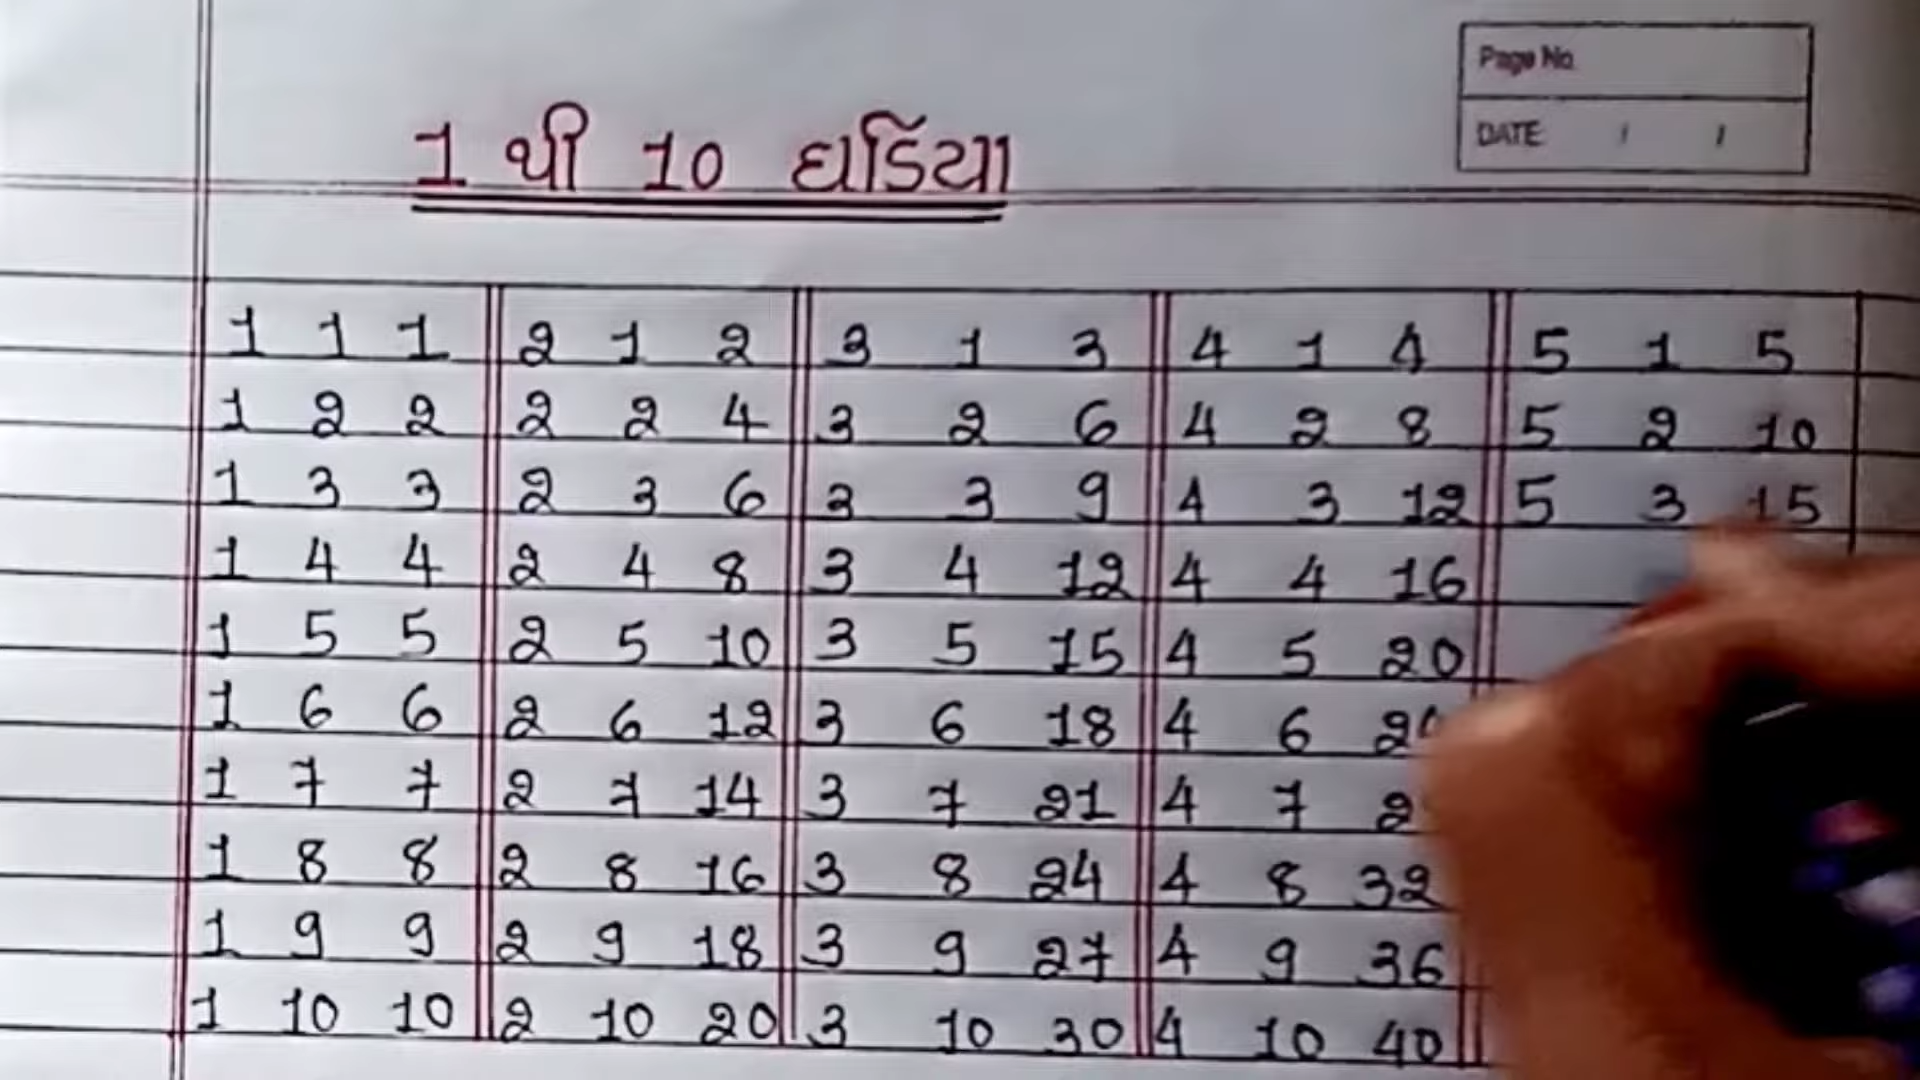 Page No
DATE / /
1 થી 10 ઘડિયા
1 1 1 2 1 2 3 1 3 4 1 4 5 1 5
1 2 2 2 2 4 3 2 6 4 2 8 5 2 10
1 3 3 2 3 6 3 3 9 4 3 12 5 3 15
1 4 4 2 4 8 3 4 12 4 4 16
1 5 5 2 5 10 3 5 15 4 5 20
1 6 6 2 6 12 3 6 18 4 6
1 7 7 2 7 14 3 7 21 4 7
1 8 8 2 8 16 3 8 24 4 8 32
1 9 9 2 9 18 3 9 27 4 9 36
1 10 10 2 10 20 3 10 30 4 10 40